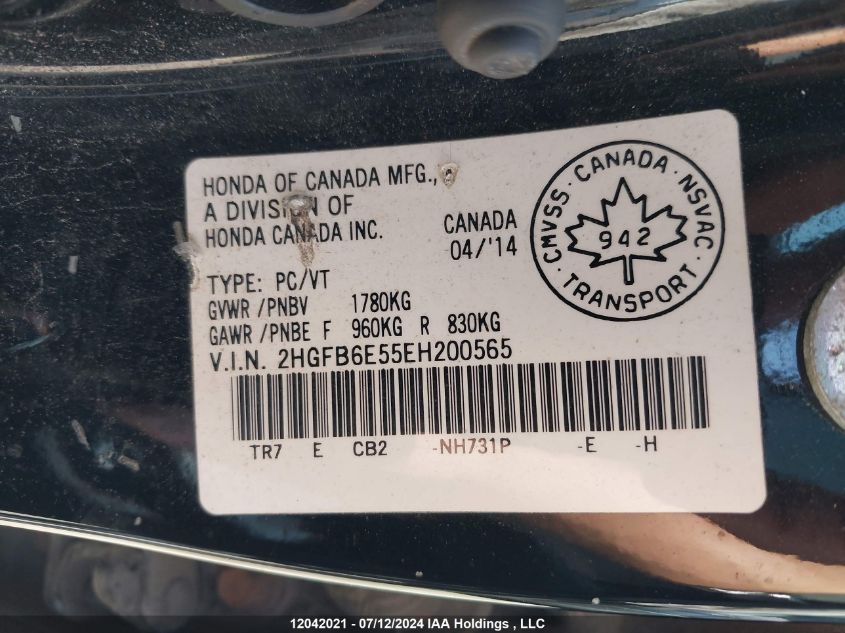 HONDA OF CANADA MFG.,
A DIVISION OF
HONDA CANADA INC.
CANADA
04/'14
CMVSS · CANADA · NSVAC · TRANSPORT ·
942
TYPE: PC/VT
GVWR /PNBV 1780KG
GAWR /PNBE F 960KG R 830KG
V.I.N. 2HGFB6E55EH200565
TR7 E CB2 -NH731P -E -H
12042021 - 07/12/2024 IAA Holdings , LLC